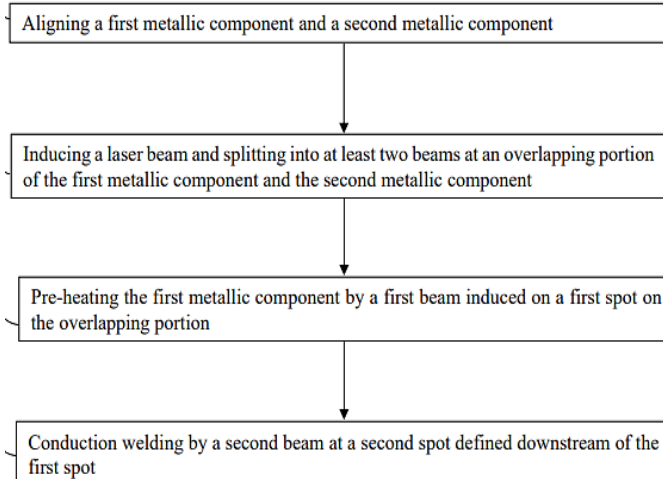 Aligning a first metallic component and a second metallic component
Inducing a laser beam and splitting into at least two beams at an overlapping portion
of the first metallic component and the second metallic component
Pre-heating the first metallic component by a first beam induced on a first spot on
the overlapping portion
Conduction welding by a second beam at a second spot defined downstream of the
first spot